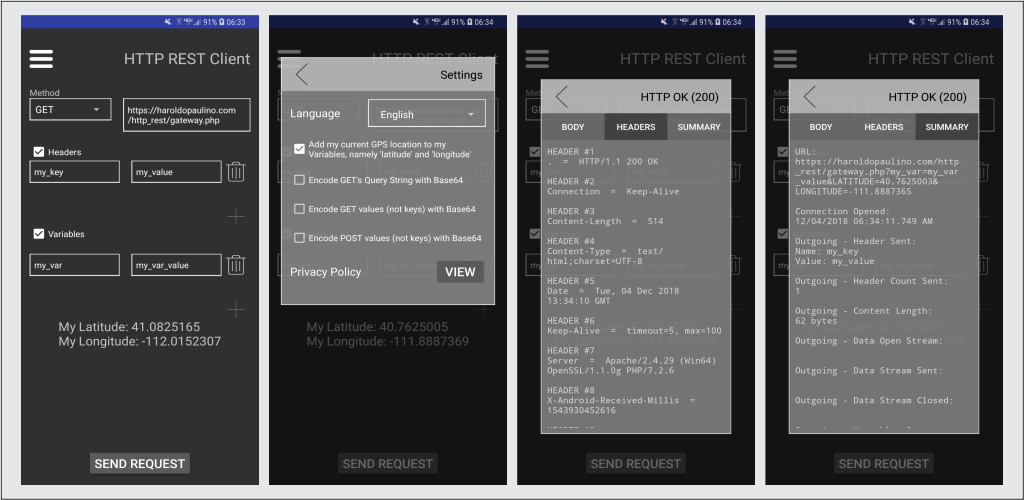 91% 06:33
HTTP REST Client
Method
GET
https://haroldopaulino.com
/http_rest/gateway.php
Headers
my_key
my_value
Variables
my_var
my_var_value
My Latitude: 41.0825165
My Longitude: -112.0152307
SEND REQUEST
91% 06:34
HTTP REST Client
Settings
Language
English
Add my current GPS location to my
Variables, namely 'latitude' and 'longitude'
Encode GET's Query String with Base64
Encode GET values (not keys) with Base64
Encode POST values (not keys) with Base64
Privacy Policy
VIEW
My Latitude: 40.7625005
My Longitude: -111.8887369
SEND REQUEST
91% 06:34
HTTP REST Client
HTTP OK (200)
BODY
HEADERS
SUMMARY
HEADER #1
. = HTTP/1.1 200 OK
HEADER #2
Connection = Keep-Alive
HEADER #3
Content-Length = 514
HEADER #4
Content-Type = text/
html;charset=UTF-8
HEADER #5
Date = Tue, 04 Dec 2018
13:34:10 GMT
HEADER #6
Keep-Alive = timeout=5, max=100
HEADER #7
Server = Apache/2.4.29 (Win64)
OpenSSL/1.1.0g PHP/7.2.6
HEADER #8
X-Android-Received-Millis =
1543930452616
SEND REQUEST
91% 06:34
HTTP REST Client
HTTP OK (200)
BODY
HEADERS
SUMMARY
URL:
https://haroldopaulino.com/http
_rest/gateway.php?my_var=my_var
_value&LATITUDE=40.7625003&
LONGITUDE=-111.8887365
Connection Opened:
12/04/2018 06:34:11.749 AM
Outgoing - Header Sent:
Name: my_key
Value: my_value
Outgoing - Header Count Sent:
1
Outgoing - Content Length:
62 bytes
Outgoing - Data Open Stream:
Outgoing - Data Stream Sent:
Outgoing - Data Stream Closed:
SEND REQUEST